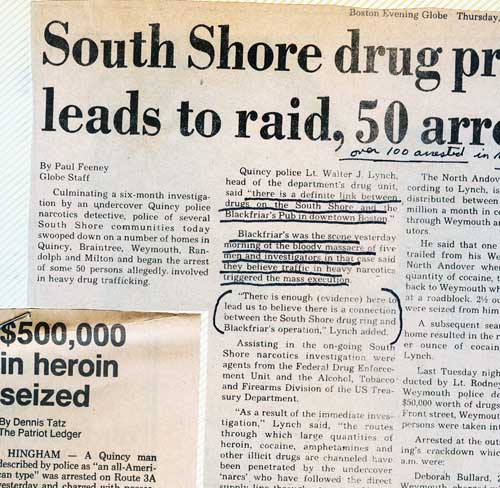 Boston Evening Globe Thursday,
South Shore drug pr
leads to raid, 50 arre
over 100 arrested in
By Paul Feeney
Globe Staff
Culminating a six-month investiga-
tion by an undercover Quincy police
narcotics detective, police of several
South Shore communities today
swooped down on a number of homes in
Quincy, Braintree, Weymouth, Ran-
dolph and Milton and began the arrest
of some 50 persons allegedly involved
in heavy drug trafficking.
Quincy police Lt. Walter J. Lynch,
head of the department's drug unit,
said "there is a definite link between
drugs on the South Shore and the
Blackfriar's Pub in downtown Boston"
Blackfriar's was the scene yesterday
morning of the bloody massacre of five
men and investigators in that case said
they believe traffic in heavy narcotics
triggered the mass execution
"There is enough (evidence) here to
lead us to believe there is a connection
between the South Shore drug ring and
Blackfriar's operation," Lynch added.
Assisting in the on-going South
Shore narcotics investigation were
agents from the Federal Drug Enforce-
ment Unit and the Alcohol, Tobacco
and Firearms Division of the US Trea-
sury Department.
"As a result of the immediate inves-
tigation," Lynch said, "the routes
through which large quantities of
heroin, cocaine, amphetamines and
other illicit drugs are channeled have
been penetrated by the undercover
'nares' who have followed the direct
supply line through
The North Andov
cording to Lynch, is
distributed between
million a month in co
through Weymouth an
utors.
He said that one
trailed from his We
North Andover w
quantity of cocaine, t
back to Weymouth wh
at a roadblock. 2½ o
were seized from him
A subsequent sear
home resulted in the r
er ounce of cocain
Lynch.
Last Tuesday night
ducted by Lt. Rodne
Weymouth police de
$50,000 worth of drugs
Front street, Weymout
persons were taken int
Arrested at the out
ing's crackdown which
a.m. were:
Deborah Bullard,
Weymouth charged
$500,000
in heroin
seized
By Dennis Tatz
The Patriot Ledger
HINGHAM — A Quincy man
described by police as "an all-Ameri-
can type" was arrested on Route 3A
yesterday and charged with